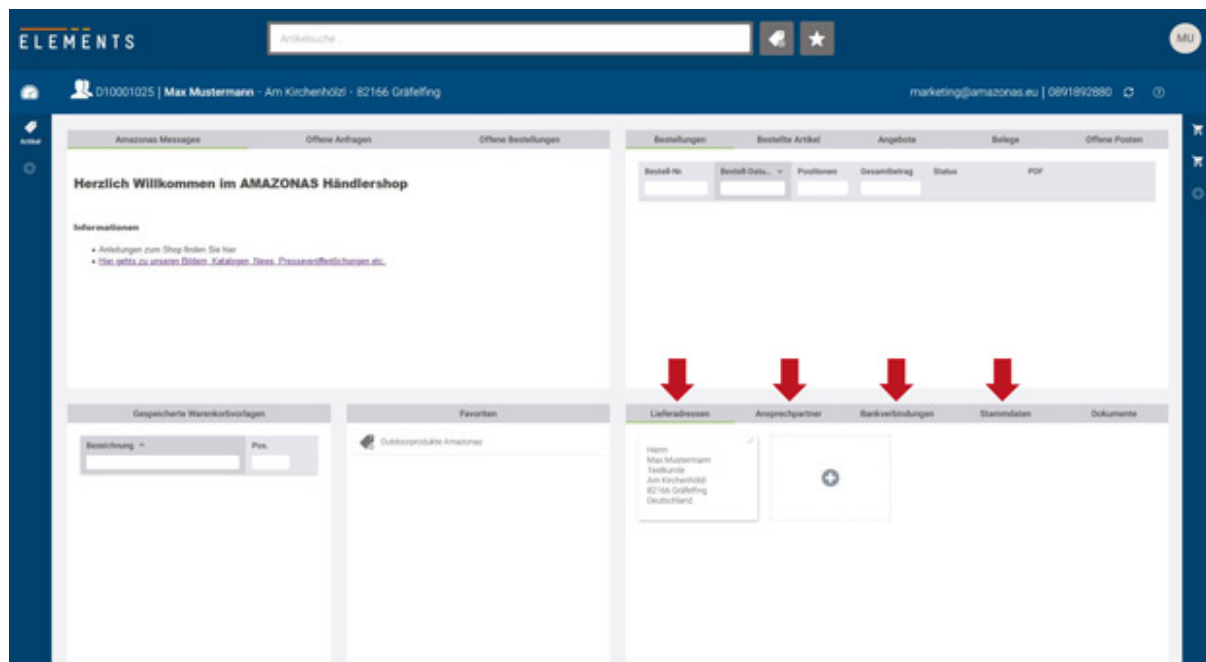 ELEMENTS
Artikelsuche ...
MU
D10001025 | Max Mustermann - Am Kirchenhölzl - 82166 Gräfelfing
marketing@amazonas.eu | 0891892880
Artikel
Amazonas Messages
Offene Anfragen
Offene Bestellungen
Herzlich Willkommen im AMAZONAS Händlershop
Informationen
Anleitungen zum Shop finden Sie hier
Hier gehts zu unseren Bildern, Katalogen, News, Presseveröffentlichungen etc.
Bestellungen
Bestellte Artikel
Angebote
Belege
Offene Posten
Bestell-Nr.
Bestell-Datu...
Positionen
Gesamtbetrag
Status
PDF
Gespeicherte Warenkorbvorlagen
Bezeichnung
Pos.
Favoriten
Outdoorprodukte Amazonas
Lieferadressen
Ansprechpartner
Bankverbindungen
Stammdaten
Dokumente
Herrn
Max Mustermann
Testkunde
Am Kirchenhölzl
82166 Gräfelfing
Deutschland